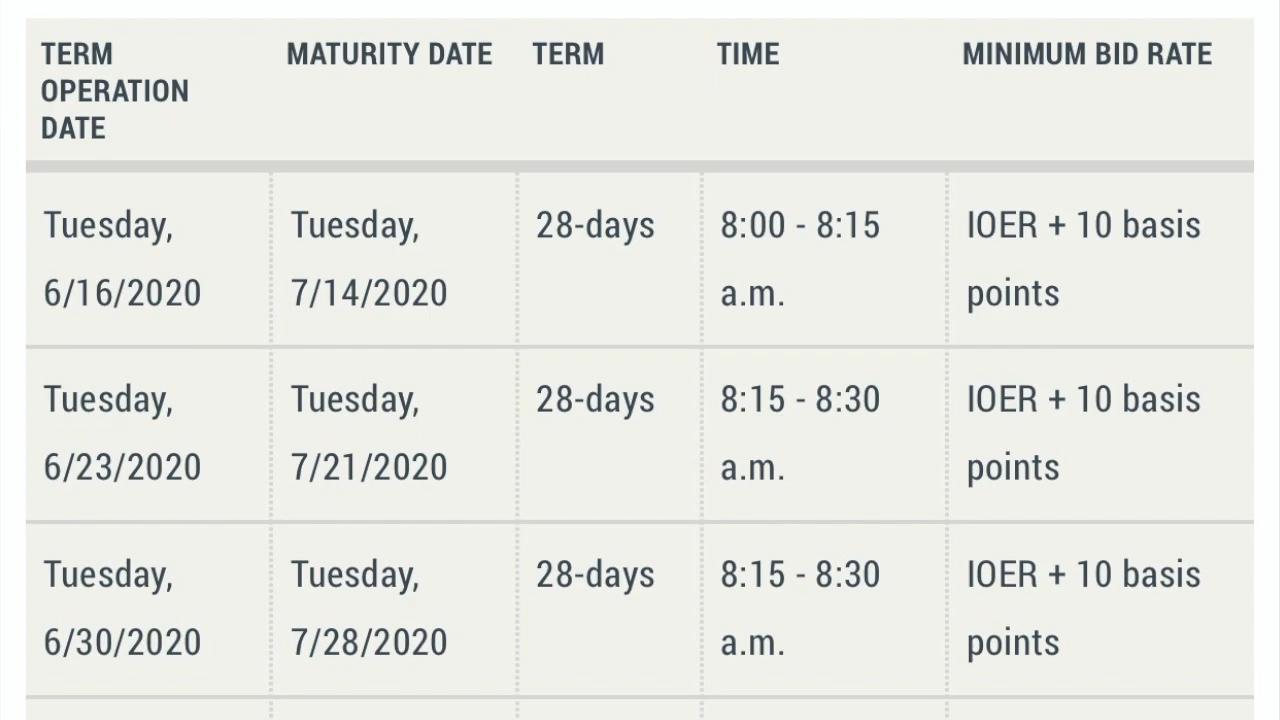 TERM
OPERATION
DATE
MATURITY DATE
TERM
TIME
MINIMUM BID RATE
Tuesday,
6/16/2020
Tuesday,
7/14/2020
28-days
8:00 - 8:15
a.m.
IOER + 10 basis
points
Tuesday,
6/23/2020
Tuesday,
7/21/2020
28-days
8:15 - 8:30
a.m.
IOER + 10 basis
points
Tuesday,
6/30/2020
Tuesday,
7/28/2020
28-days
8:15 - 8:30
a.m.
IOER + 10 basis
points